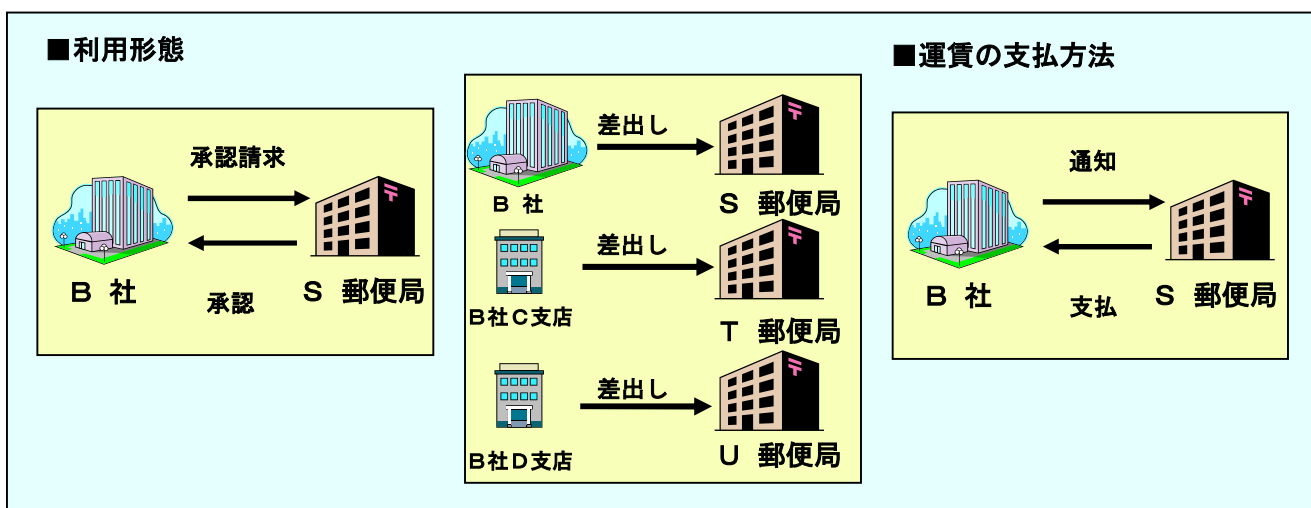 ■利用形態
承認請求
承認
B 社
S 郵便局
差出し
B 社
S 郵便局
差出し
B社C支店
T 郵便局
差出し
B社D支店
U 郵便局
■運賃の支払方法
通知
支払
B 社
S 郵便局